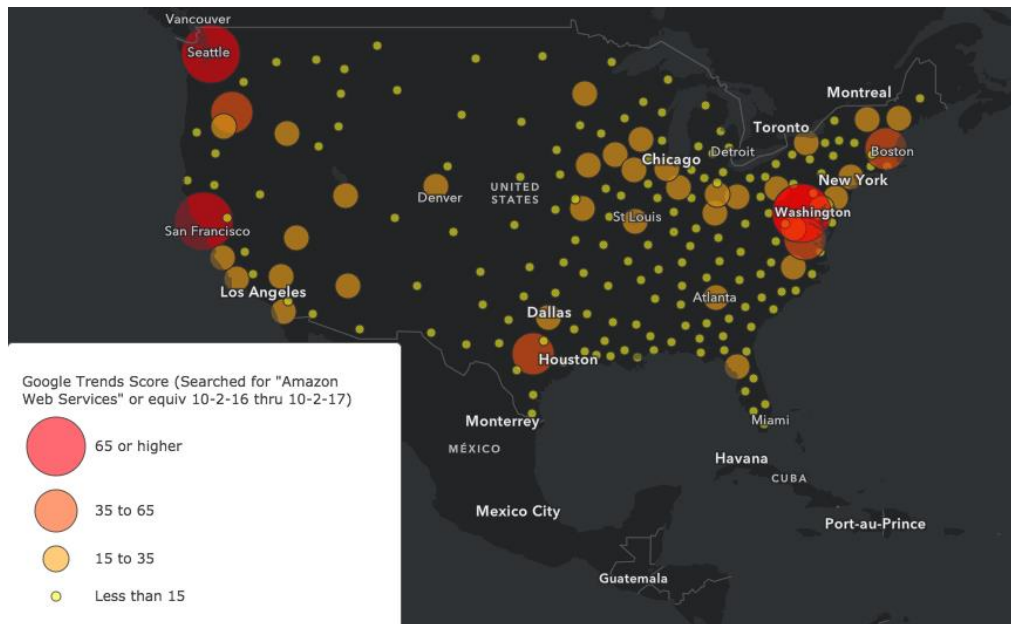 Vancouver
Seattle
Montreal
Toronto
Boston
Detroit
Chicago
New York
UNITED
STATES
Denver
Washington
St Louis
San Francisco
Los Angeles
Atlanta
Dallas
Houston
Google Trends Score (Searched for "Amazon
Web Services" or equiv 10-2-16 thru 10-2-17)
65 or higher
35 to 65
15 to 35
Less than 15
Monterrey
Miami
MÉXICO
Havana
CUBA
Mexico City
Port-au-Prince
Guatemala